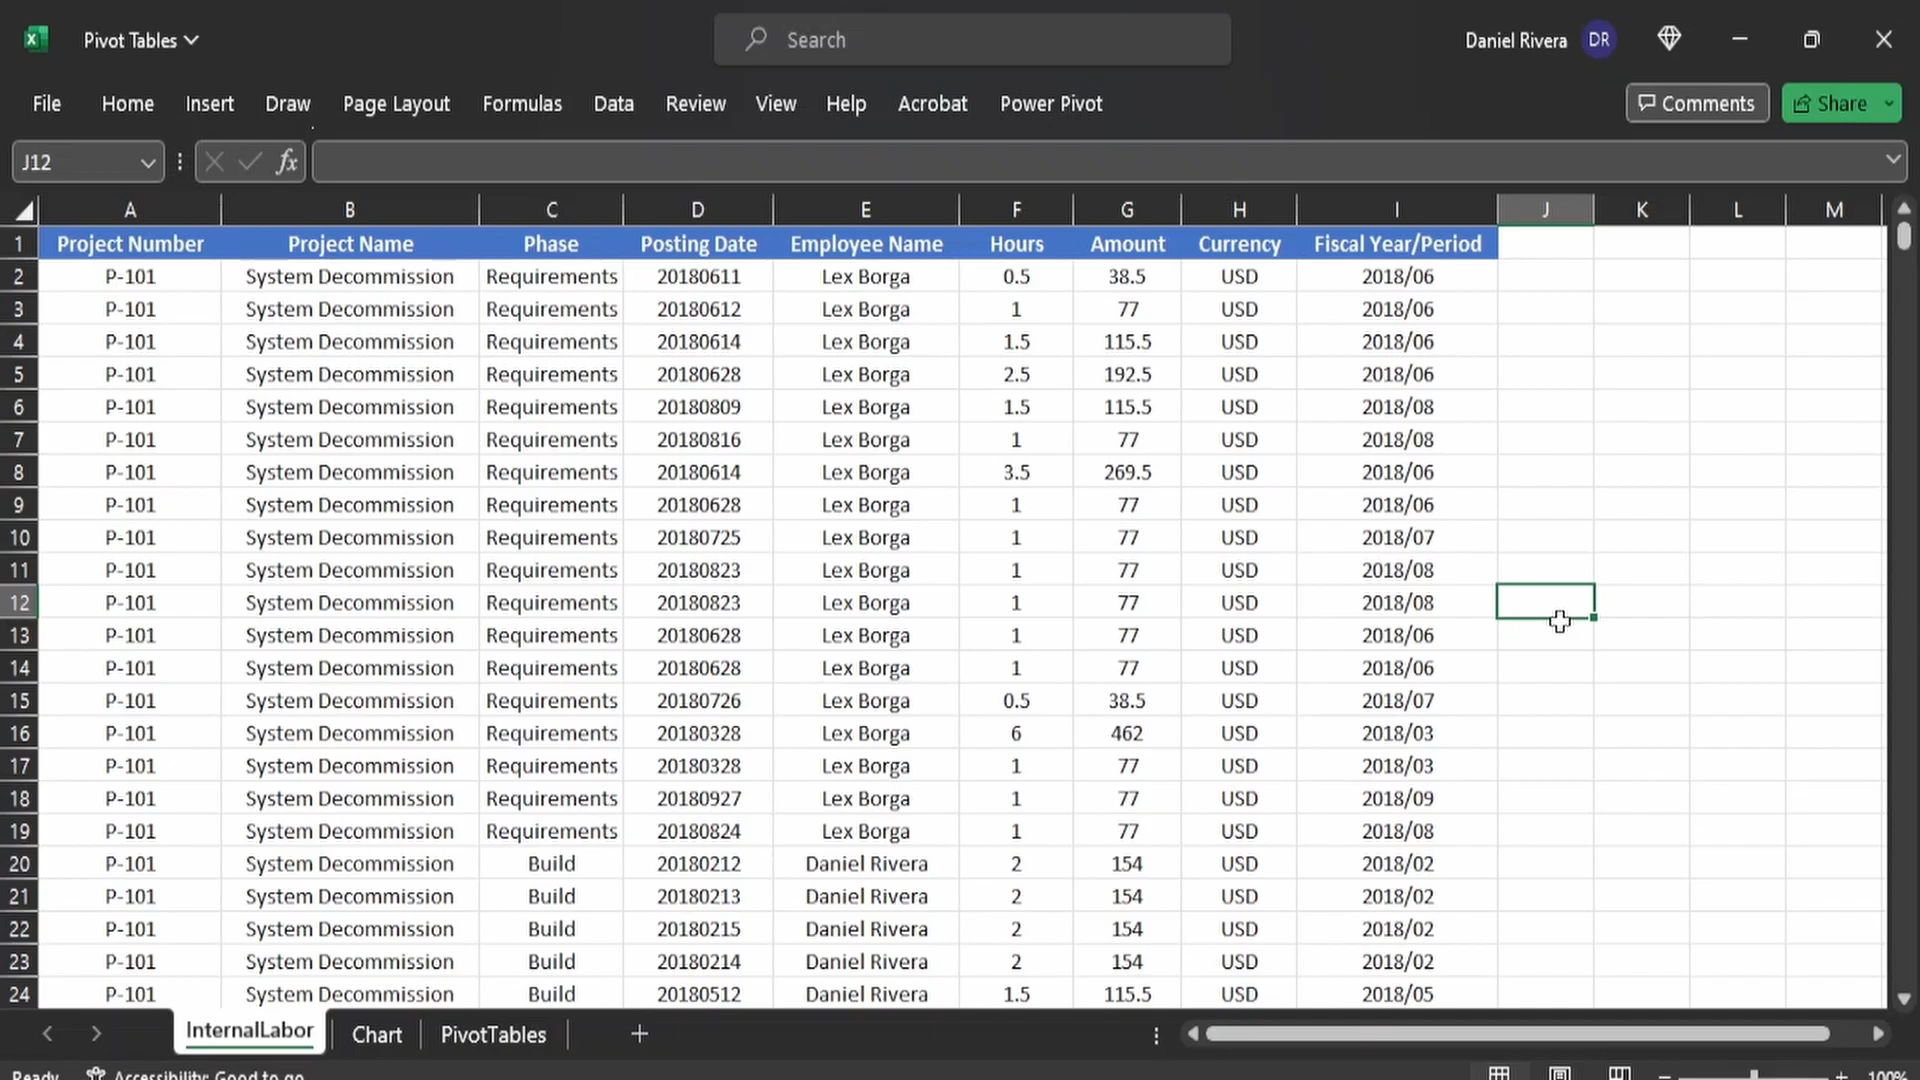 Pivot Tables
Search
Daniel Rivera DR
File Home Insert Draw Page Layout Formulas Data Review View Help Acrobat Power Pivot Comments Share
J12 fx
A B C D E F G H I J K L M
1 Project Number Project Name Phase Posting Date Employee Name Hours Amount Currency Fiscal Year/Period
2 P-101 System Decommission Requirements 20180611 Lex Borga 0.5 38.5 USD 2018/06
3 P-101 System Decommission Requirements 20180612 Lex Borga 1 77 USD 2018/06
4 P-101 System Decommission Requirements 20180614 Lex Borga 1.5 115.5 USD 2018/06
5 P-101 System Decommission Requirements 20180628 Lex Borga 2.5 192.5 USD 2018/06
6 P-101 System Decommission Requirements 20180809 Lex Borga 1.5 115.5 USD 2018/08
7 P-101 System Decommission Requirements 20180816 Lex Borga 1 77 USD 2018/08
8 P-101 System Decommission Requirements 20180614 Lex Borga 3.5 269.5 USD 2018/06
9 P-101 System Decommission Requirements 20180628 Lex Borga 1 77 USD 2018/06
10 P-101 System Decommission Requirements 20180725 Lex Borga 1 77 USD 2018/07
11 P-101 System Decommission Requirements 20180823 Lex Borga 1 77 USD 2018/08
12 P-101 System Decommission Requirements 20180823 Lex Borga 1 77 USD 2018/08
13 P-101 System Decommission Requirements 20180628 Lex Borga 1 77 USD 2018/06
14 P-101 System Decommission Requirements 20180628 Lex Borga 1 77 USD 2018/06
15 P-101 System Decommission Requirements 20180726 Lex Borga 0.5 38.5 USD 2018/07
16 P-101 System Decommission Requirements 20180328 Lex Borga 6 462 USD 2018/03
17 P-101 System Decommission Requirements 20180328 Lex Borga 1 77 USD 2018/03
18 P-101 System Decommission Requirements 20180927 Lex Borga 1 77 USD 2018/09
19 P-101 System Decommission Requirements 20180824 Lex Borga 1 77 USD 2018/08
20 P-101 System Decommission Build 20180212 Daniel Rivera 2 154 USD 2018/02
21 P-101 System Decommission Build 20180213 Daniel Rivera 2 154 USD 2018/02
22 P-101 System Decommission Build 20180215 Daniel Rivera 2 154 USD 2018/02
23 P-101 System Decommission Build 20180214 Daniel Rivera 2 154 USD 2018/02
24 P-101 System Decommission Build 20180512 Daniel Rivera 1.5 115.5 USD 2018/05
InternalLabor Chart PivotTables
Ready Accessibility: Good to go 100%